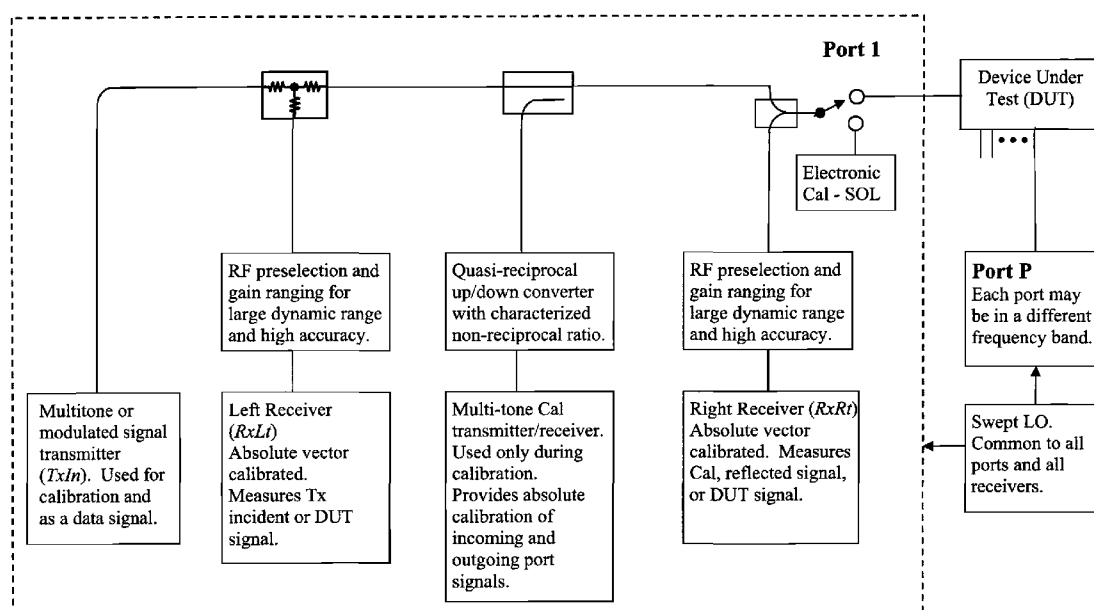 Port 1
Device Under
Test (DUT)
Electronic
Cal - SOL
RF preselection and
gain ranging for
large dynamic range
and high accuracy.
Quasi-reciprocal
up/down converter
with characterized
non-reciprocal ratio.
RF preselection and
gain ranging for
large dynamic range
and high accuracy.
Port P
Each port may
be in a different
frequency band.
Multitone or
modulated signal
transmitter
(TxIn). Used for
calibration and
as a data signal.
Left Receiver
(RxLt)
Absolute vector
calibrated.
Measures Tx
incident or DUT
signal.
Multi-tone Cal
transmitter/receiver.
Used only during
calibration.
Provides absolute
calibration of
incoming and
outgoing port
signals.
Right Receiver (RxRt)
Absolute vector
calibrated. Measures
Cal, reflected signal,
or DUT signal.
Swept LO.
Common to all
ports and all
receivers.